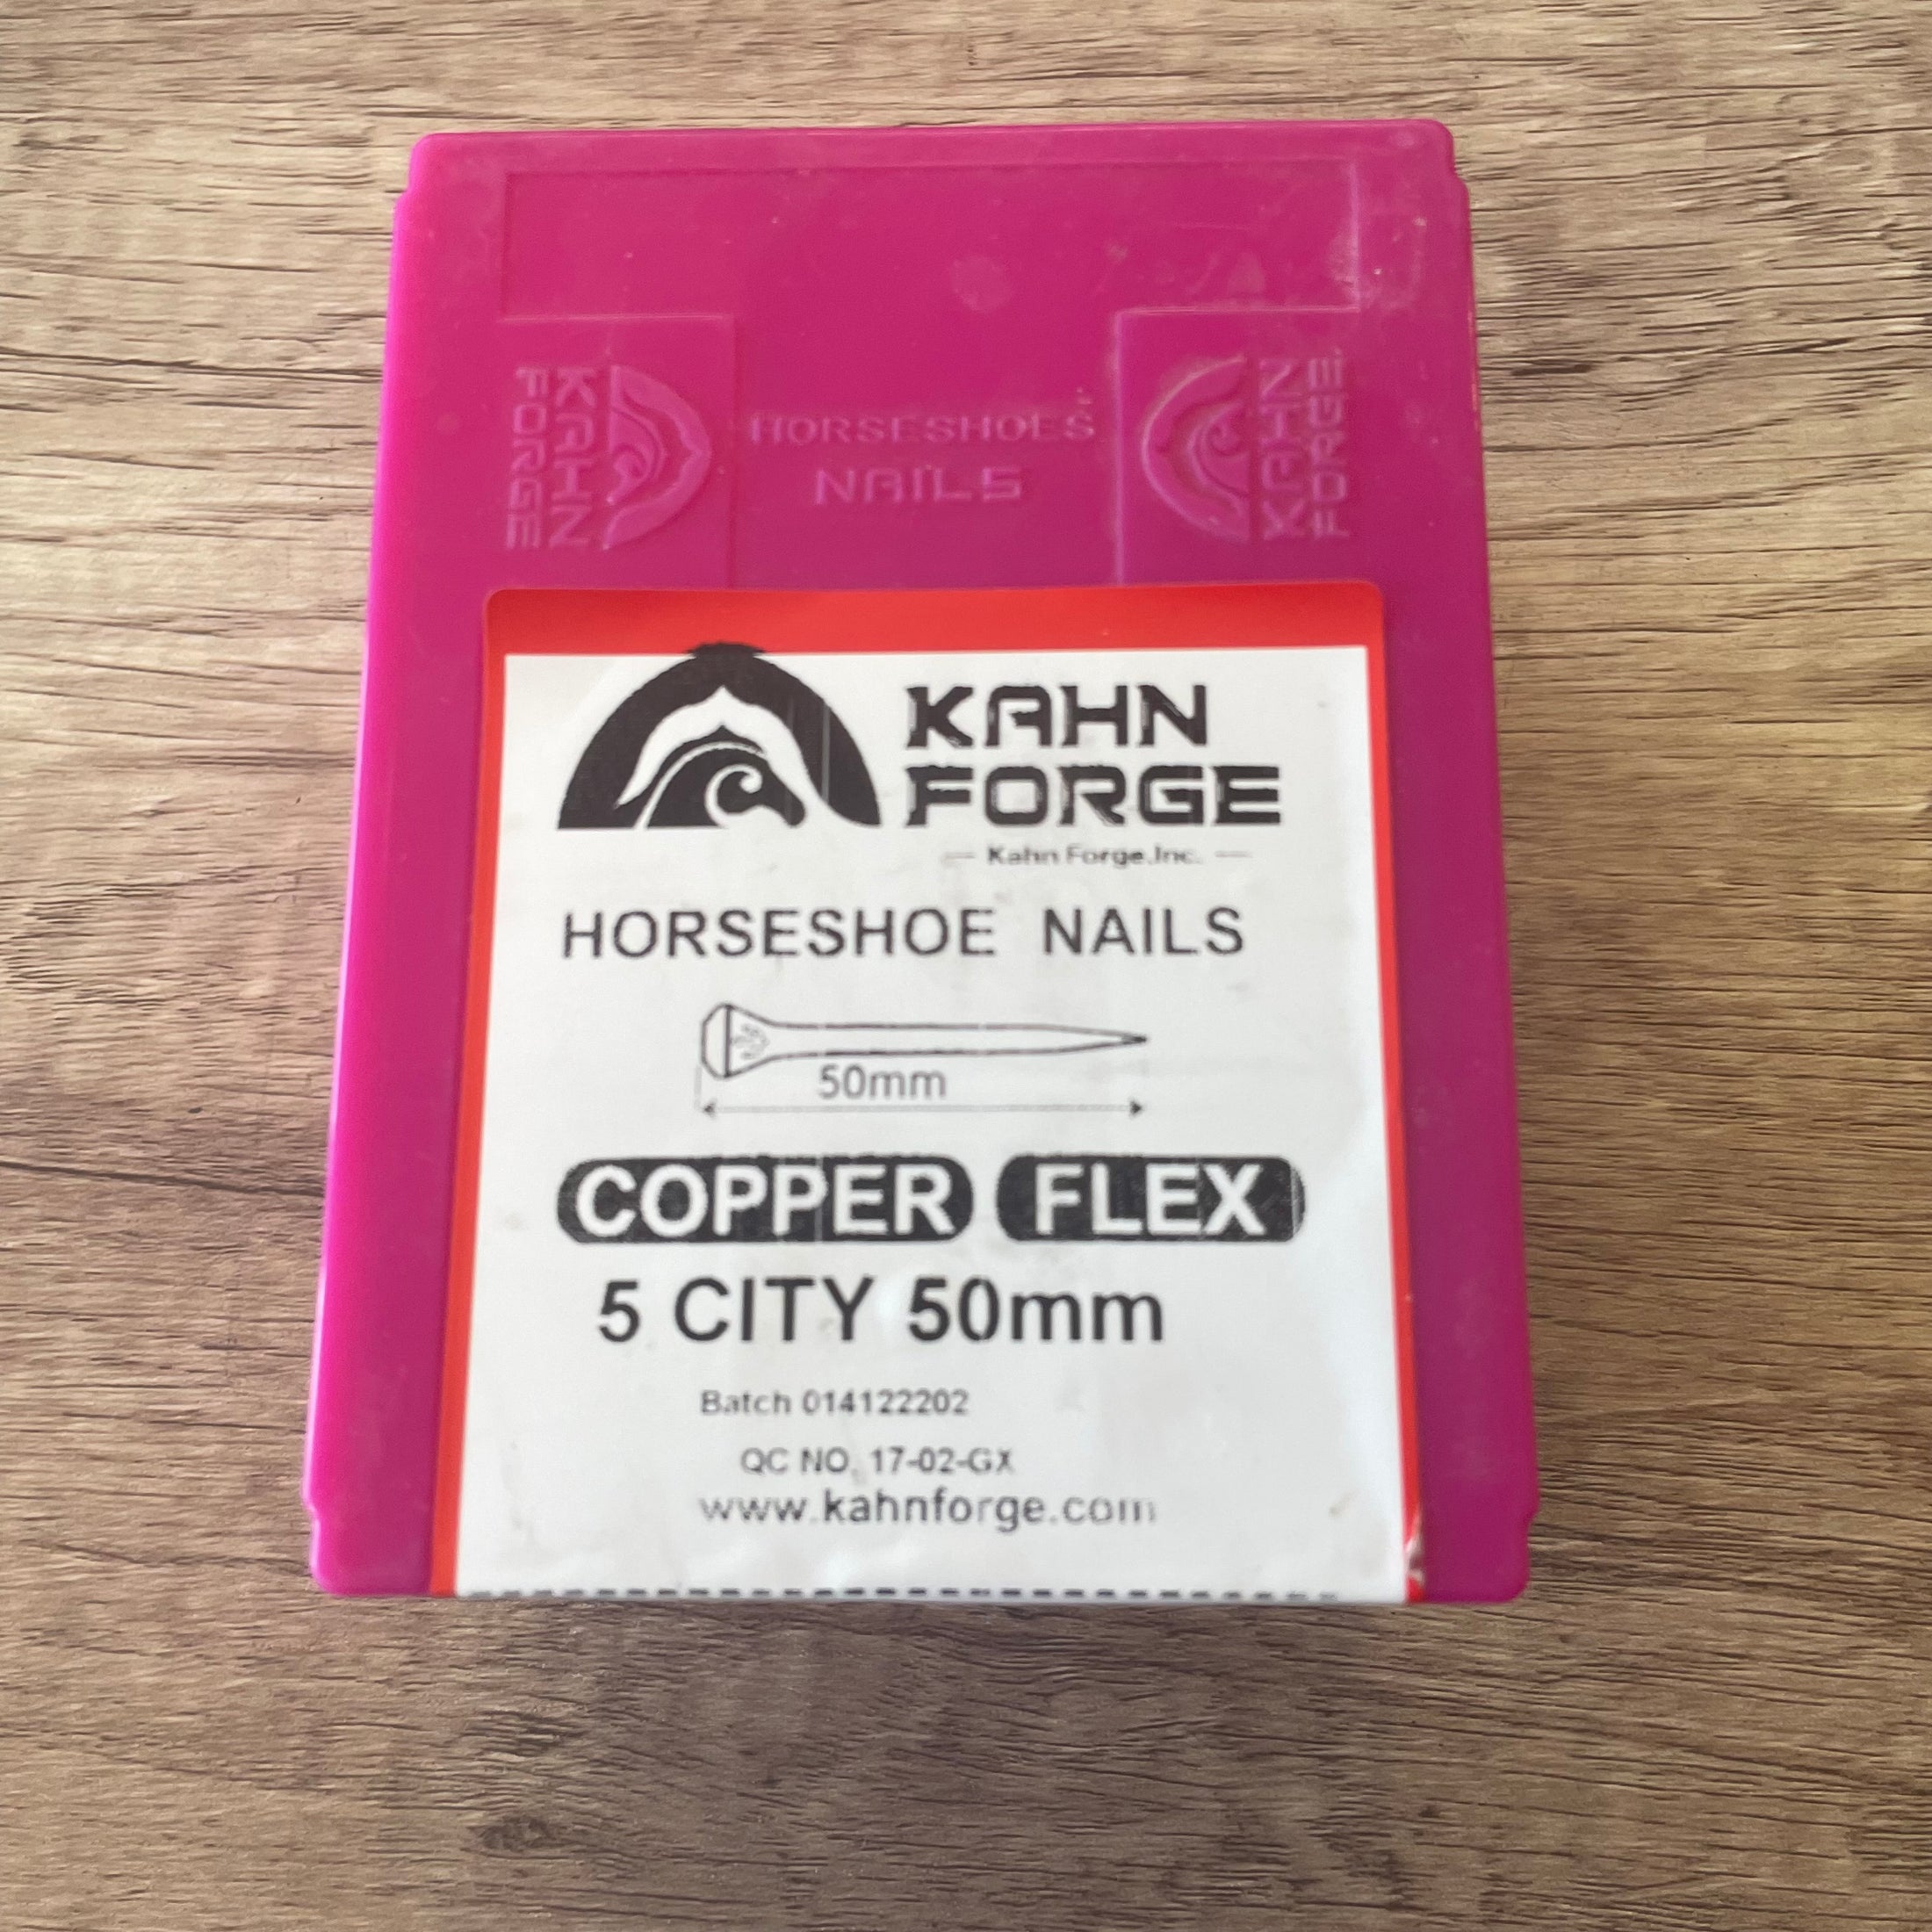 KAHN
FORGE
HORSESHOES
NAILS
KAHN
FORGE
KAHN
FORGE
Kahn Forge.Inc.
HORSESHOE NAILS
50mm
COPPER FLEX
5 CITY 50mm
Batch 014122202
QC NO. 17-02-GX
www.kahnforge.com